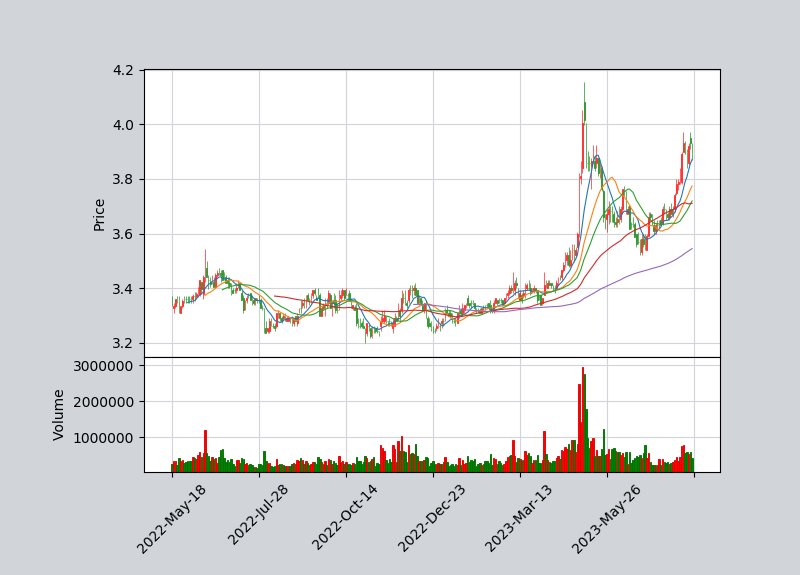 4.2
4.0
3.8
3.6
3.4
3.2
Price
3000000
2000000
1000000
Volume
2022-May-18
2022-Jul-28
2022-Oct-14
2022-Dec-23
2023-Mar-13
2023-May-26